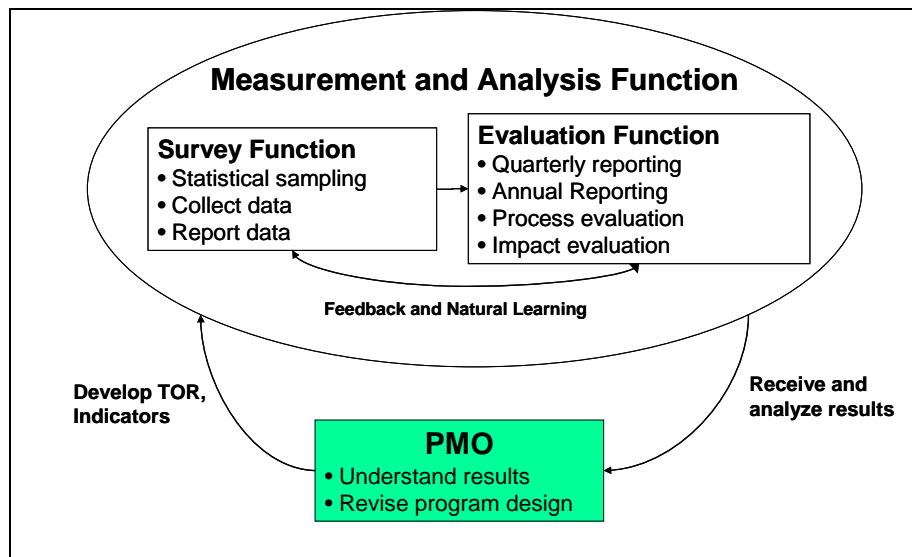 Measurement and Analysis Function
Survey Function
• Statistical sampling
• Collect data
• Report data
Evaluation Function
• Quarterly reporting
• Annual Reporting
• Process evaluation
• Impact evaluation
Feedback and Natural Learning
Develop TOR,
Indicators
Receive and
analyze results
PMO
• Understand results
• Revise program design